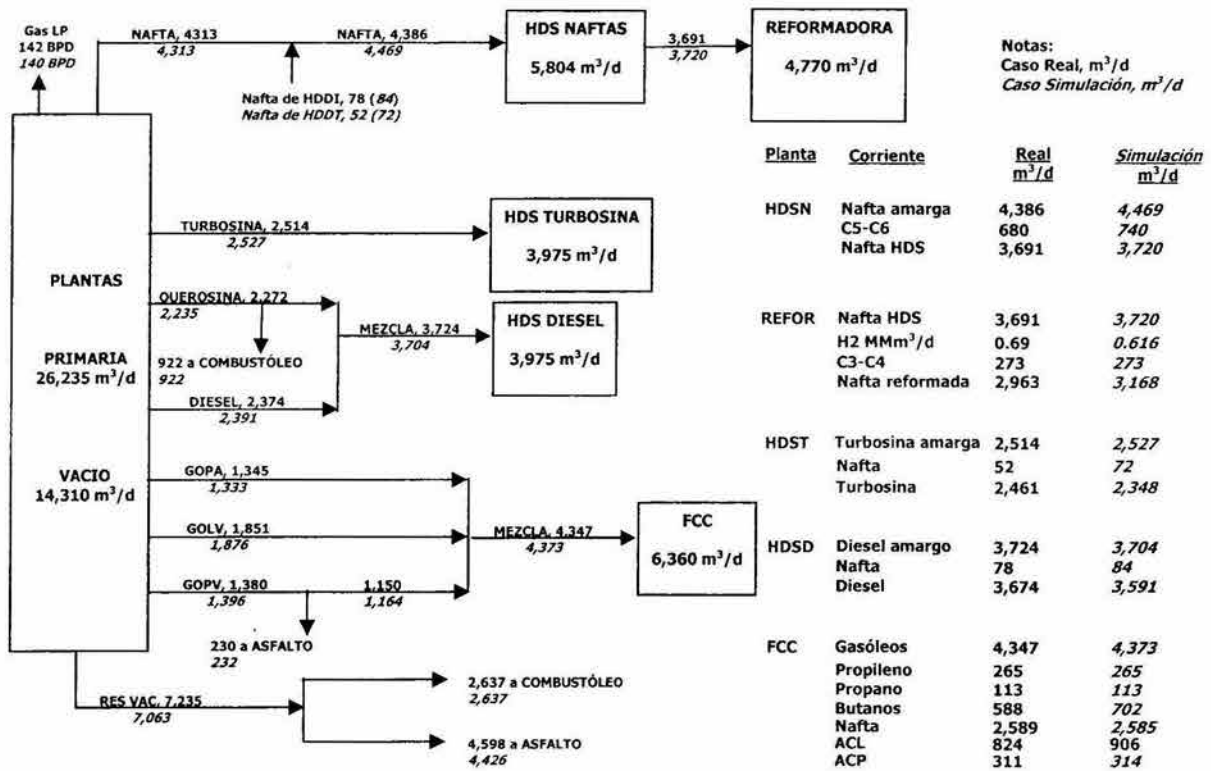 Gas LP
142 BPD
140 BPD
NAFTA, 4313
4,313
NAFTA, 4,386
4,469
Nafta de HDDI, 78 (84)
Nafta de HDDT, 52 (72)
HDS NAFTAS
5,804 m³/d
3,691
3,720
REFORMADORA
4,770 m³/d
Notas:
Caso Real, m³/d
Caso Simulación, m³/d
PLANTAS
PRIMARIA
26,235 m³/d
VACIO
14,310 m³/d
TURBOSINA, 2,514
2,527
HDS TURBOSINA
3,975 m³/d
QUEROSINA, 2,272
2,235
922 a COMBUSTÓLEO
922
DIESEL, 2,374
2,391
MEZCLA, 3,724
3,704
HDS DIESEL
3,975 m³/d
GOPA, 1,345
1,333
GOLV, 1,851
1,876
GOPV, 1,380
1,396
1,150
1,164
230 a ASFALTO
232
MEZCLA, 4,347
4,373
FCC
6,360 m³/d
RES VAC, 7,235
7,063
2,637 a COMBUSTÓLEO
2,637
4,598 a ASFALTO
4,426
Planta Corriente Real m³/d Simulación m³/d
HDSN Nafta amarga 4,386 4,469
C5-C6 680 740
Nafta HDS 3,691 3,720
REFOR Nafta HDS 3,691 3,720
H2 MMm³/d 0.69 0.616
C3-C4 273 273
Nafta reformada 2,963 3,168
HDST Turbosina amarga 2,514 2,527
Nafta 52 72
Turbosina 2,461 2,348
HDSD Diesel amargo 3,724 3,704
Nafta 78 84
Diesel 3,674 3,591
FCC Gasóleos 4,347 4,373
Propileno 265 265
Propano 113 113
Butanos 588 702
Nafta 2,589 2,585
ACL 824 906
ACP 311 314